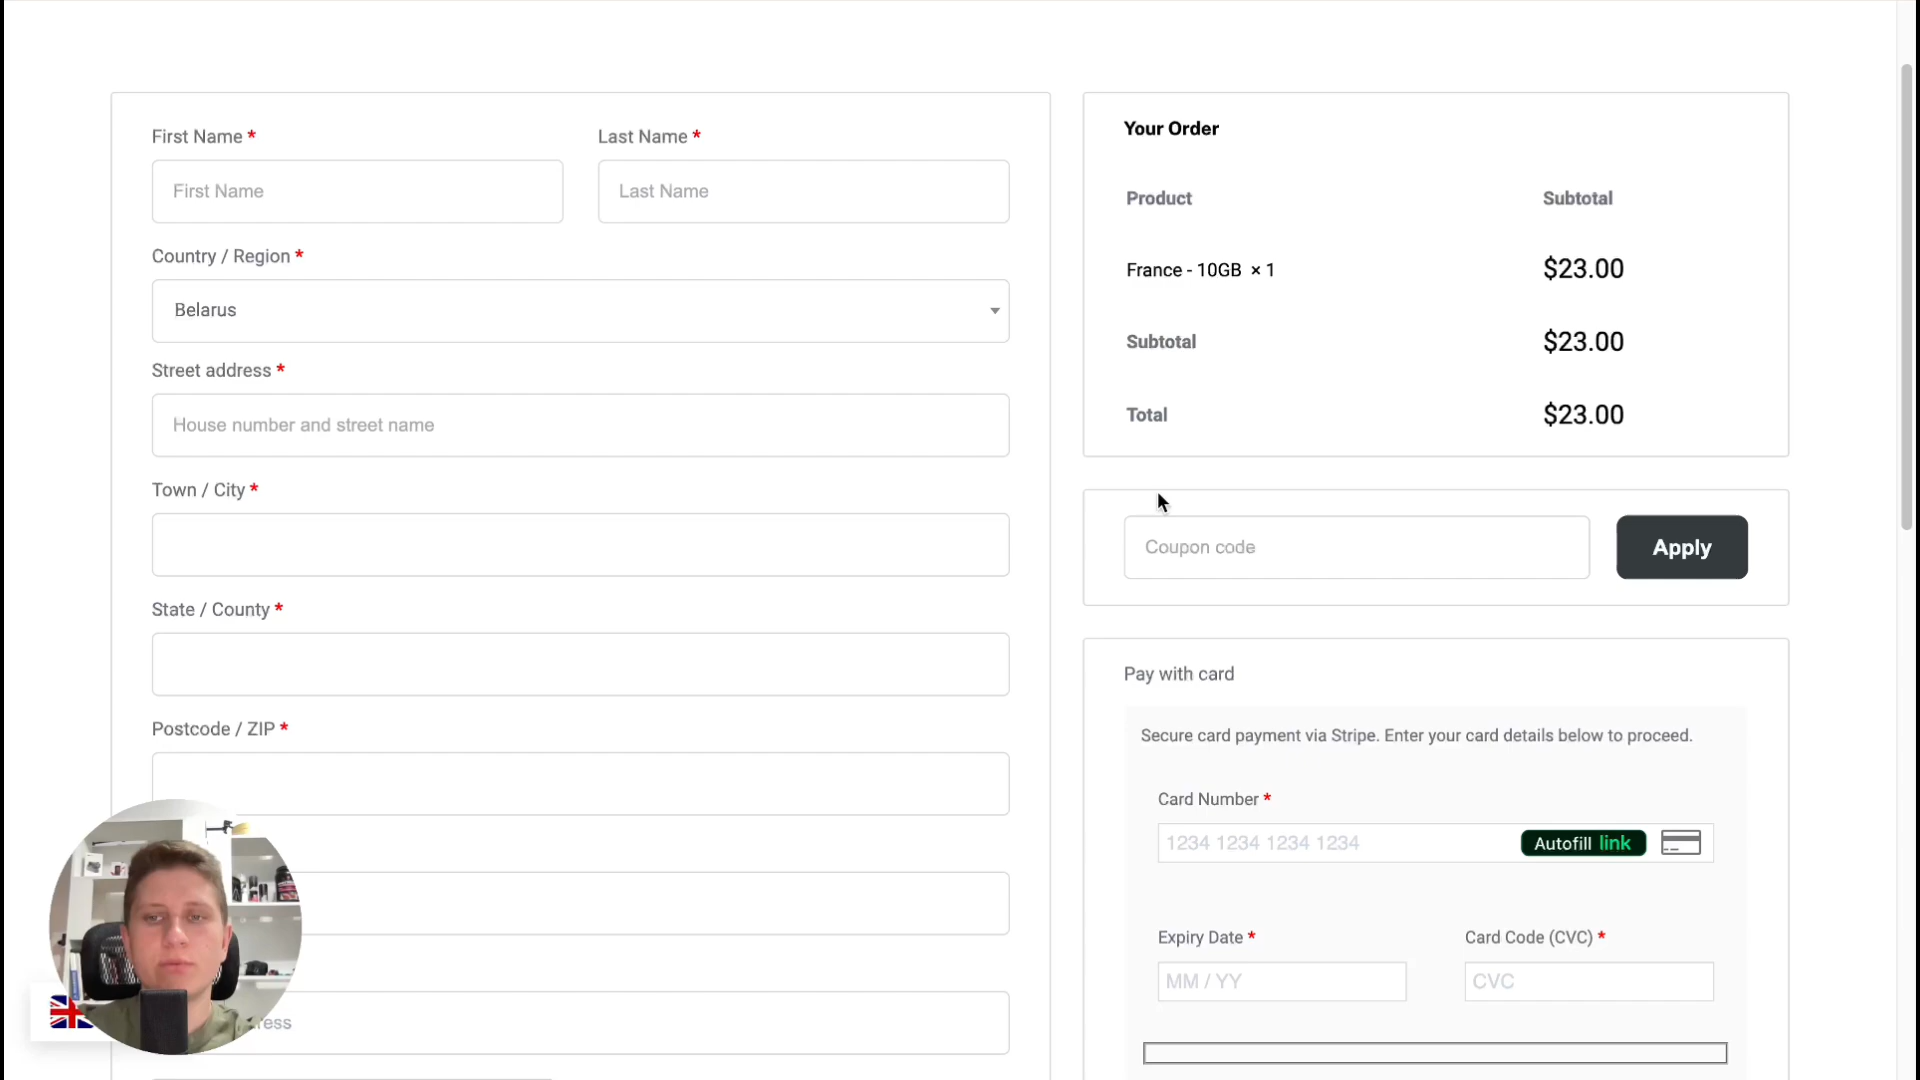 First Name *
Last Name *
First Name
Last Name
Country / Region *
Belarus
Street address *
House number and street name
Town / City *
State / County *
Postcode / ZIP *
ress
Your Order
Product
Subtotal
France - 10GB × 1
$23.00
Subtotal
$23.00
Total
$23.00
Coupon code
Apply
Pay with card
Secure card payment via Stripe. Enter your card details below to proceed.
Card Number *
1234 1234 1234 1234
Autofill link
Expiry Date *
Card Code (CVC) *
MM / YY
CVC